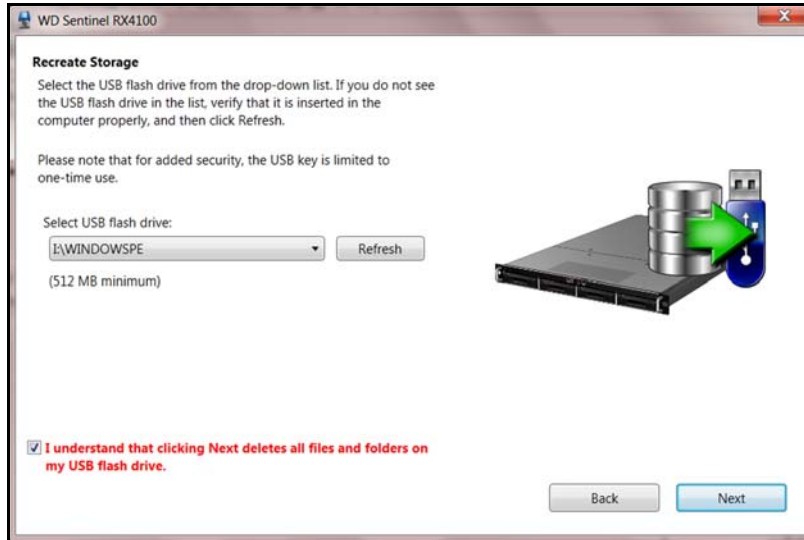 WD Sentinel RX4100
Recreate Storage
Select the USB flash drive from the drop-down list. If you do not see
the USB flash drive in the list, verify that it is inserted in the
computer properly, and then click Refresh.
Please note that for added security, the USB key is limited to
one-time use.
Select USB flash drive:
I:\WINDOWSPE
Refresh
(512 MB minimum)
I understand that clicking Next deletes all files and folders on
my USB flash drive.
Back
Next